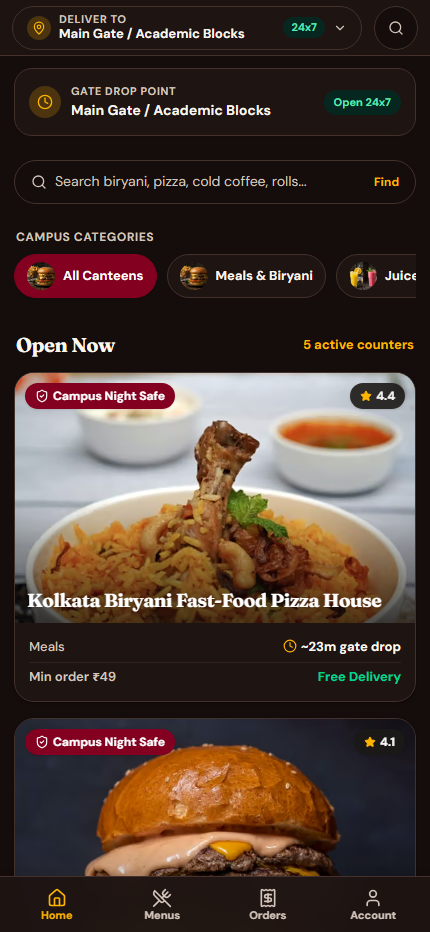 DELIVER TO
Main Gate / Academic Blocks
24x7
GATE DROP POINT
Main Gate / Academic Blocks
Open 24x7
Search biryani, pizza, cold coffee, rolls...
Find
CAMPUS CATEGORIES
All Canteens
Meals & Biryani
Juice
Open Now
5 active counters
Campus Night Safe
4.4
Kolkata Biryani Fast-Food Pizza House
Meals
~23m gate drop
Min order ₹49
Free Delivery
Campus Night Safe
4.1
Home
Menus
Orders
Account